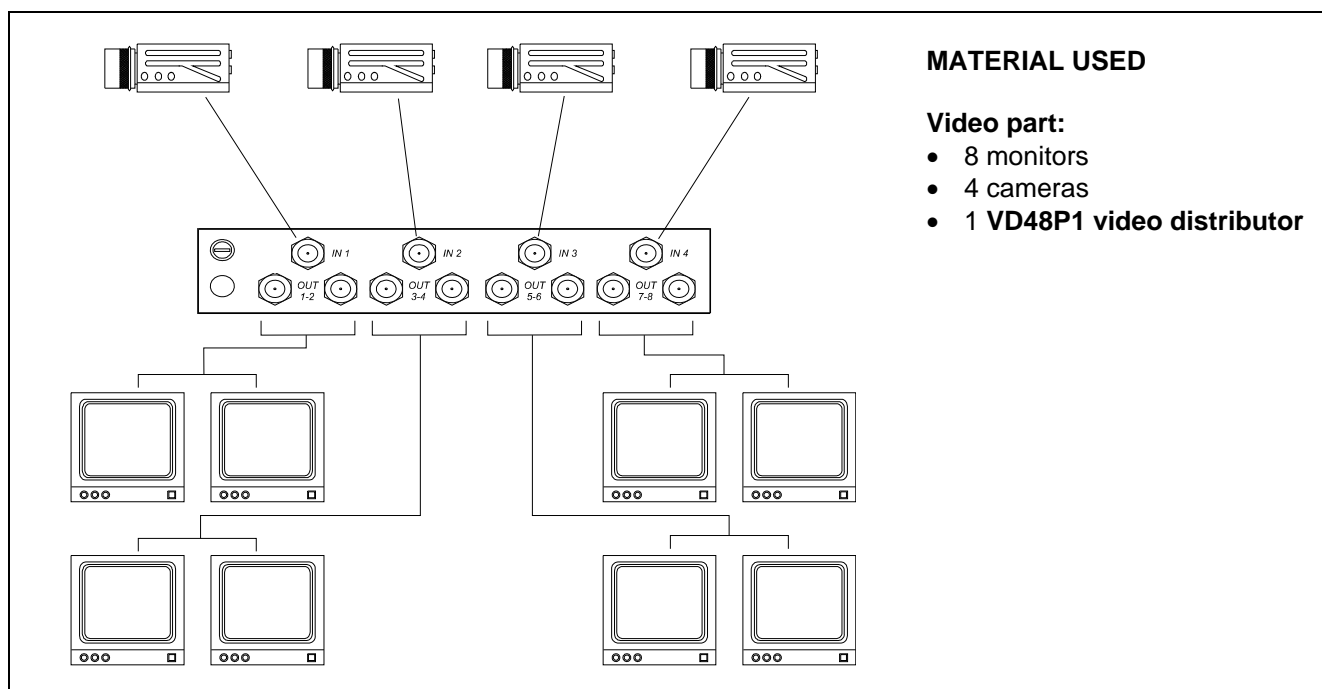 MATERIAL USED
Video part:
• 8 monitors
• 4 cameras
• 1 VD48P1 video distributor
IN 1
IN 2
IN 3
IN 4
OUT
1-2
OUT
3-4
OUT
5-6
OUT
7-8